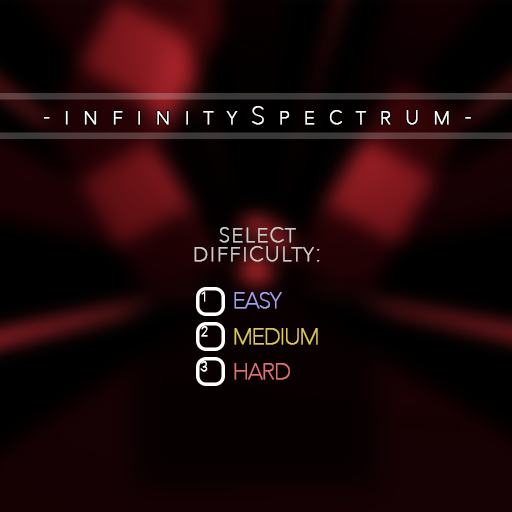 - INFINITYSPECTRUM -
SELECT
DIFFICULTY:
1 EASY
2 MEDIUM
3 HARD